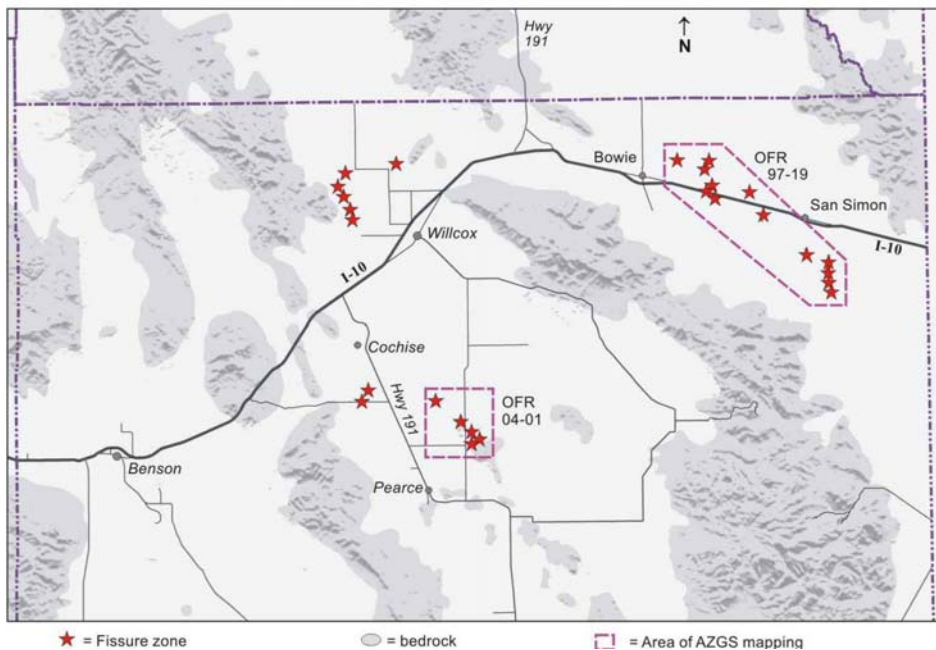 Hwy
191
N
Bowie
OFR
97-19
San Simon
I-10
Willcox
I-10
Cochise
Hwy 191
OFR
04-01
Benson
Pearce
= Fissure zone
= bedrock
= Area of AZGS mapping